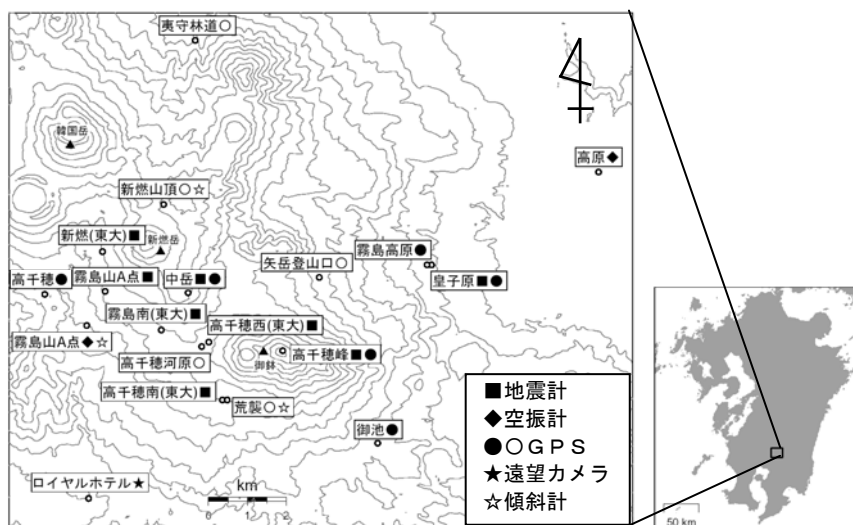 夷守林道○
韓国岳
高原◆
新燃山頂○☆
新燃(東大)■
新燃岳
矢岳登山口○
霧島高原●
高千穂●
霧島山A点■
中岳■●
皇子原■●
霧島南(東大)■
高千穂西(東大)■
霧島山A点◆☆
高千穂河原○
御鉢
高千穂峰■●
高千穂南(東大)■
荒襲○☆
御池●
ロイヤルホテル★
km
0 1 2
■地震計
◆空振計
●○GPS
★遠望カメラ
☆傾斜計
50 km